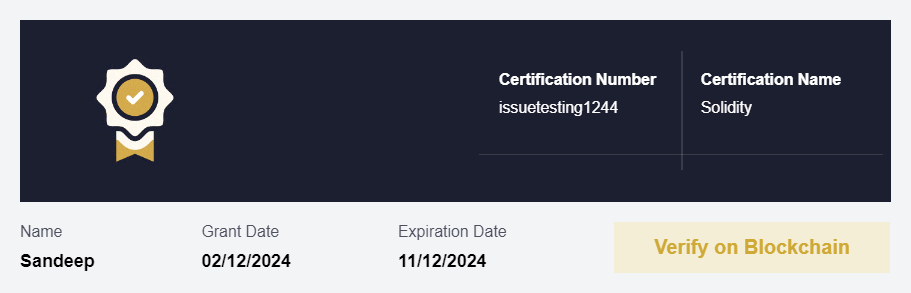 Certification Number
issuetesting1244
Certification Name
Solidity
Name
Sandeep
Grant Date
02/12/2024
Expiration Date
11/12/2024
Verify on Blockchain